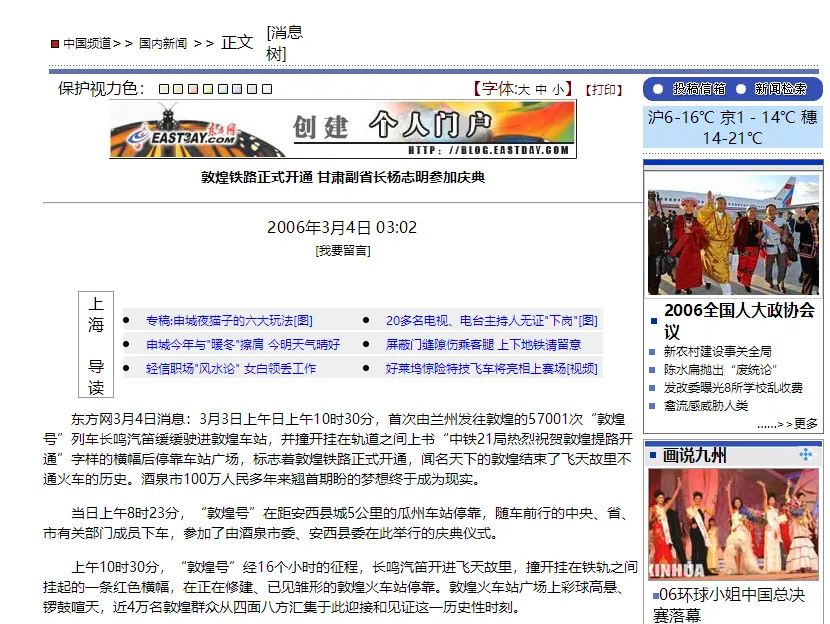 中国频道>> 国内新闻 >> 正文 [消息
树]
保护视力色：
【字体:大 中 小】 【打印】
投稿信箱 新闻检索
EASTDAY.COM 东方网 创建 个人门户
HTTP: //BLOG.EASTDAY.COM
沪6-16℃ 京1 - 14℃ 穗
14-21℃
敦煌铁路正式开通 甘肃副省长杨志明参加庆典
2006年3月4日 03:02
[我要留言]
上海 导读
专稿:申城夜猫子的六大玩法[图]
20多名电视、电台主持人无证"下岗"[图]
申城今年与"暖冬"擦肩 今明天气晴好
屏蔽门缝隙伤乘客腿 上下地铁请留意
轻信职场"风水论" 女白领丢工作
好莱坞惊险特技飞车将亮相上赛场[视频]
东方网3月4日消息：3月3日上午日上午10时30分，首次由兰州发往敦煌的57001次“敦煌
号”列车长鸣汽笛缓缓驶进敦煌车站，并撞开挂在轨道之间上书“中铁21局热烈祝贺敦煌提路开
通”字样的横幅后停靠车站广场，标志着敦煌铁路正式开通，闻名天下的敦煌结束了飞天故里不
通火车的历史。酒泉市100万人民多年来翘首期盼的梦想终于成为现实。
当日上午8时23分，“敦煌号”在距安西县城5公里的瓜州车站停靠，随车前行的中央、省、
市有关部门成员下车，参加了由酒泉市委、安西县委在此举行的庆典仪式。
上午10时30分，“敦煌号”经16个小时的征程，长鸣汽笛开进飞天故里，撞开挂在铁轨之间
挂起的一条红色横幅，在正在修建、已见雏形的敦煌火车站停靠。敦煌火车站广场上彩球高悬、
锣鼓喧天，近4万名敦煌群众从四面八方汇集于此迎接和见证这一历史性时刻。
2006全国人大政协会
议
新农村建设事关全局
陈水扁抛出“废统论”
发改委曝光8所学校乱收费
禽流感威胁人类
......>>更多
画说九州
XINHUA
06环球小姐中国总决
赛落幕